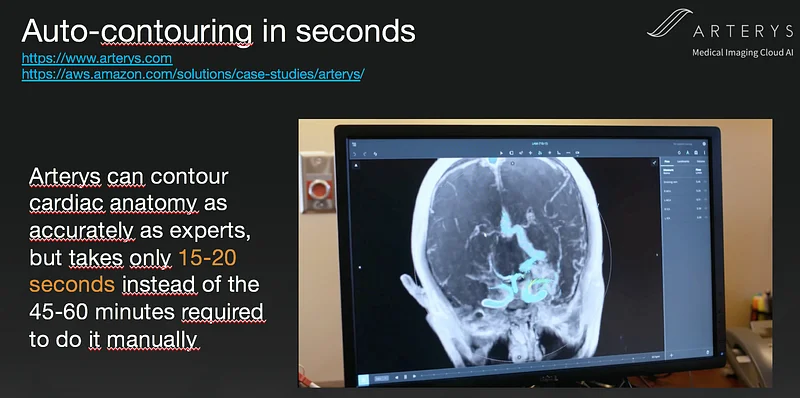 Auto-contouring in seconds
https://www.arterys.com
https://aws.amazon.com/solutions/case-studies/arterys/
ARTERYS
Medical Imaging Cloud AI
Arterys can contour
cardiac anatomy as
accurately as experts,
but takes only 15-20
seconds instead of the
45-60 minutes required
to do it manually